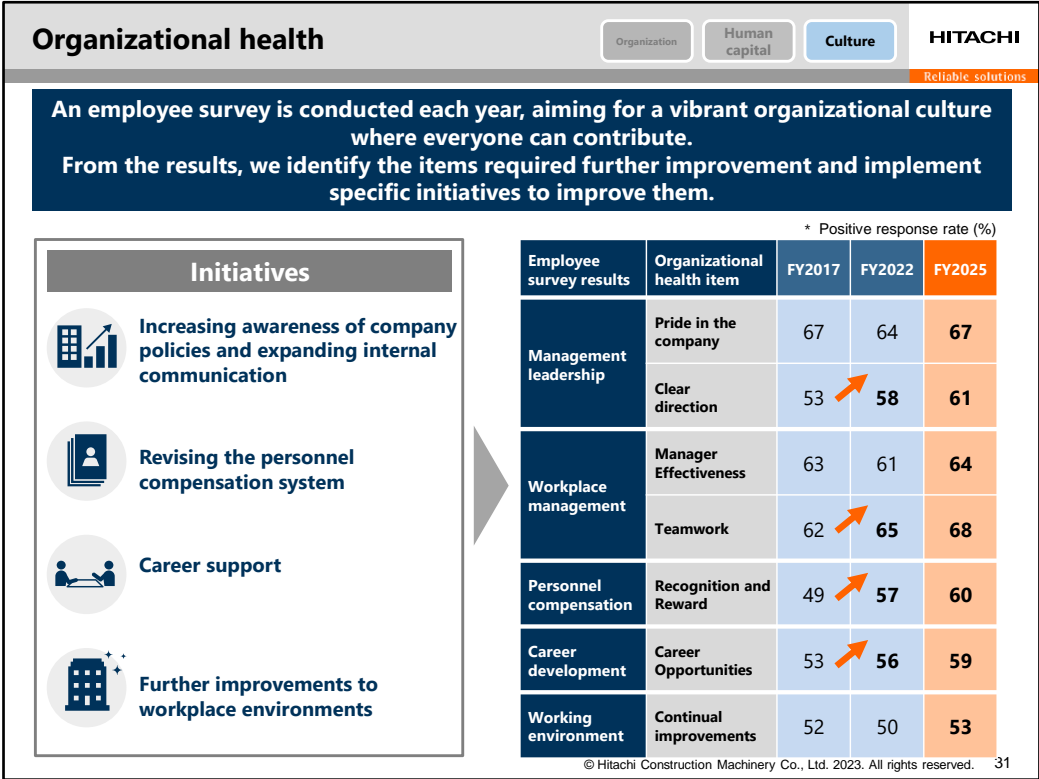 Organizational health
Organization
Human
capital
Culture
HITACHI
Reliable solutions
An employee survey is conducted each year, aiming for a vibrant organizational culture
where everyone can contribute.
From the results, we identify the items required further improvement and implement
specific initiatives to improve them.
* Positive response rate (%)
Initiatives
Increasing awareness of company
policies and expanding internal
communication
Revising the personnel
compensation system
Career support
Further improvements to
workplace environments
Employee
survey results
Organizational
health item
FY2017
FY2022
FY2025
Management
leadership
Pride in the
company
67
64
67
Clear
direction
53
58
61
Workplace
management
Manager
Effectiveness
63
61
64
Teamwork
62
65
68
Personnel
compensation
Recognition and
Reward
49
57
60
Career
development
Career
Opportunities
53
56
59
Working
environment
Continual
improvements
52
50
53
© Hitachi Construction Machinery Co., Ltd. 2023. All rights reserved.
31